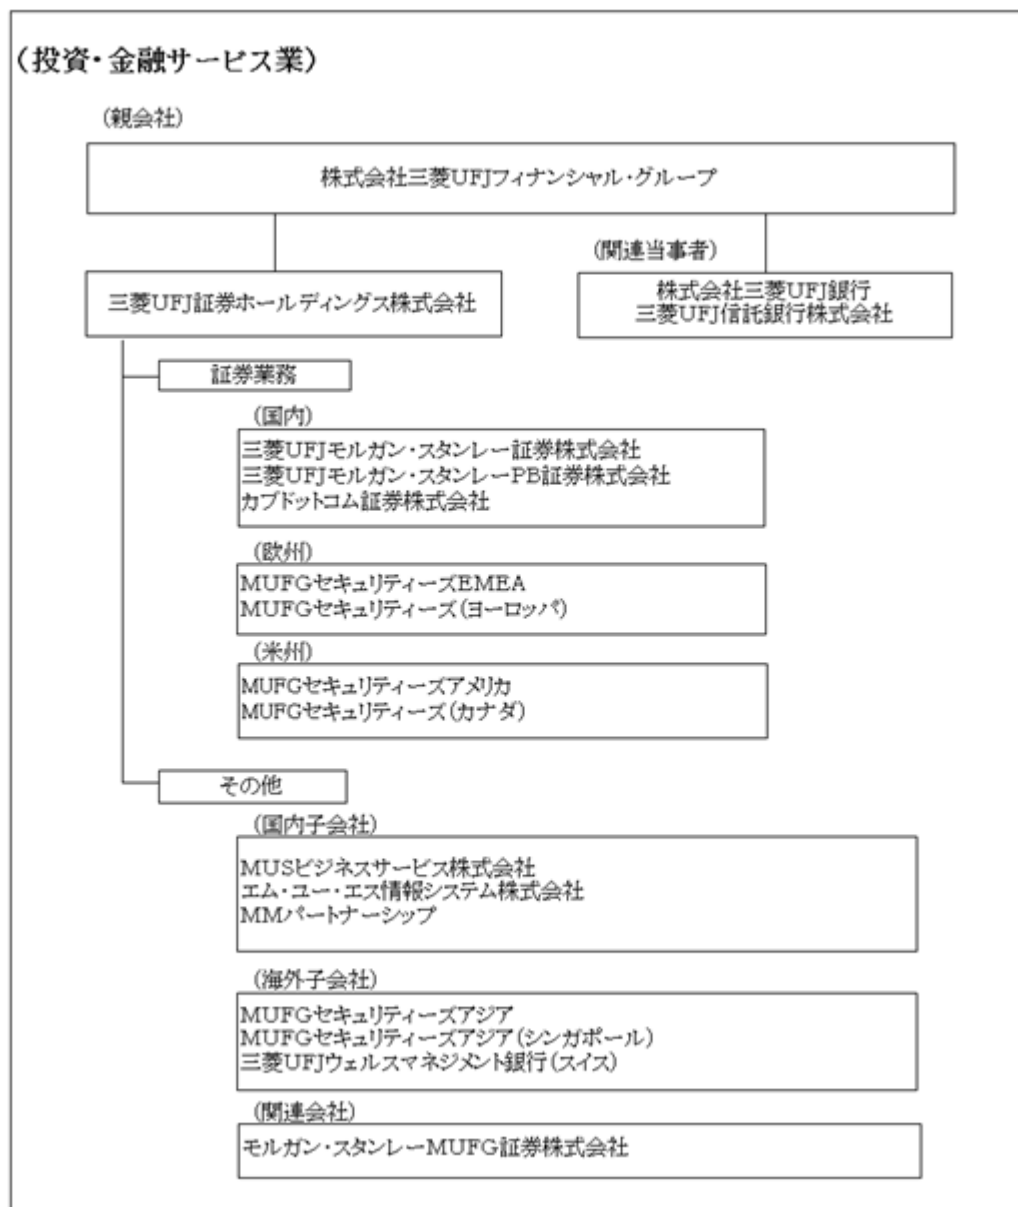 (投資・金融サービス業)
(親会社)
株式会社三菱UFJフィナンシャル・グループ
(関連当事者)
三菱UFJ証券ホールディングス株式会社
株式会社三菱UFJ銀行
三菱UFJ信託銀行株式会社
証券業務
(国内)
三菱UFJモルガン・スタンレー証券株式会社
三菱UFJモルガン・スタンレーPB証券株式会社
カブドットコム証券株式会社
(欧州)
MUFGセキュリティーズEMEA
MUFGセキュリティーズ(ヨーロッパ)
(米州)
MUFGセキュリティーズアメリカ
MUFGセキュリティーズ(カナダ)
その他
(国内子会社)
MUSビジネスサービス株式会社
エム・ユー・エス情報システム株式会社
MMパートナーシップ
(海外子会社)
MUFGセキュリティーズアジア
MUFGセキュリティーズアジア(シンガポール)
三菱UFJウェルスマネジメント銀行(スイス)
(関連会社)
モルガン・スタンレーMUFG証券株式会社